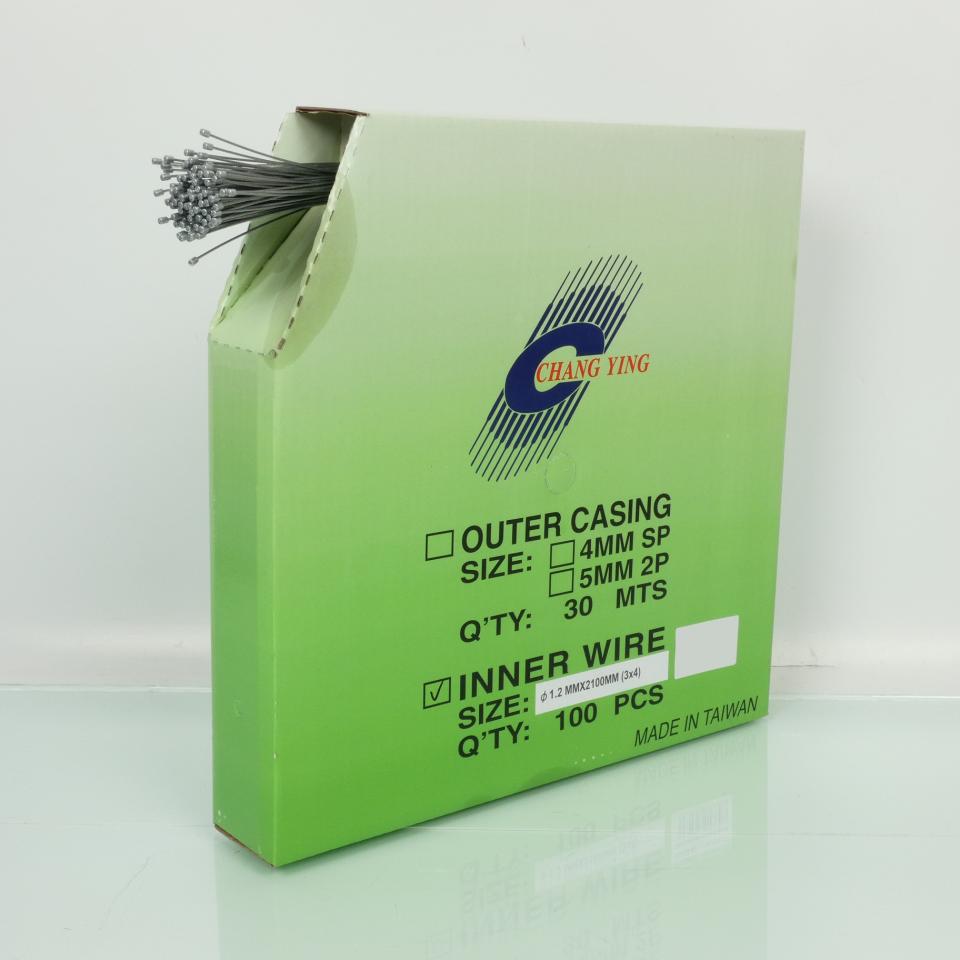 CHANG YING
OUTER CASING
SIZE: 4MM SP
5MM 2P
Q'TY: 30 MTS
INNER WIRE
SIZE: ϕ1.2 MMX2100MM (3x4)
Q'TY: 100 PCS
MADE IN TAIWAN